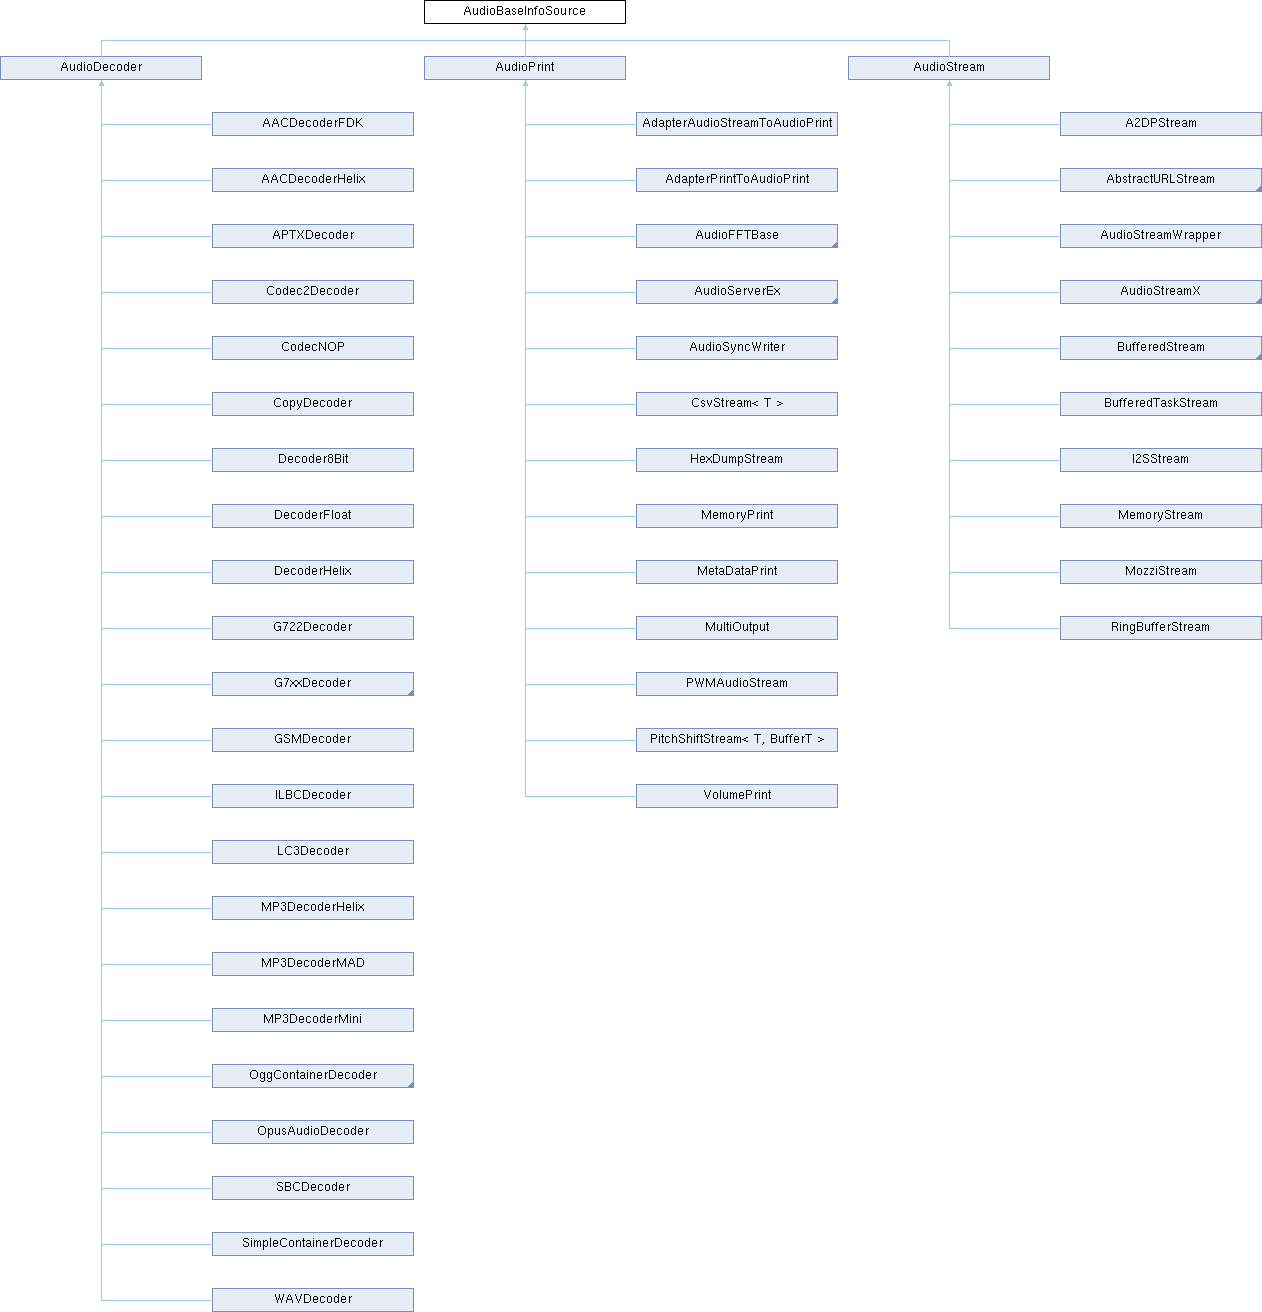 AudioBaseInfoSource
AudioDecoder
AudioPrint
AudioStream
AACDecoderFDK
AdapterAudioStreamToAudioPrint
A2DPStream
AACDecoderHelix
AdapterPrintToAudioPrint
AbstractURLStream
APTXDecoder
AudioFFTBase
AudioStreamWrapper
Codec2Decoder
AudioServerEx
AudioStreamX
CodecNOP
AudioSyncWriter
BufferedStream
CopyDecoder
CsvStream< T >
BufferedTaskStream
Decoder8Bit
HexDumpStream
I2SStream
DecoderFloat
MemoryPrint
MemoryStream
DecoderHelix
MetaDataPrint
MozziStream
G722Decoder
MultiOutput
RingBufferStream
G7xxDecoder
PWMAudioStream
GSMDecoder
PitchShiftStream< T, BufferT >
ILBCDecoder
VolumePrint
LC3Decoder
MP3DecoderHelix
MP3DecoderMAD
MP3DecoderMini
OggContainerDecoder
OpusAudioDecoder
SBCDecoder
SimpleContainerDecoder
WAVDecoder